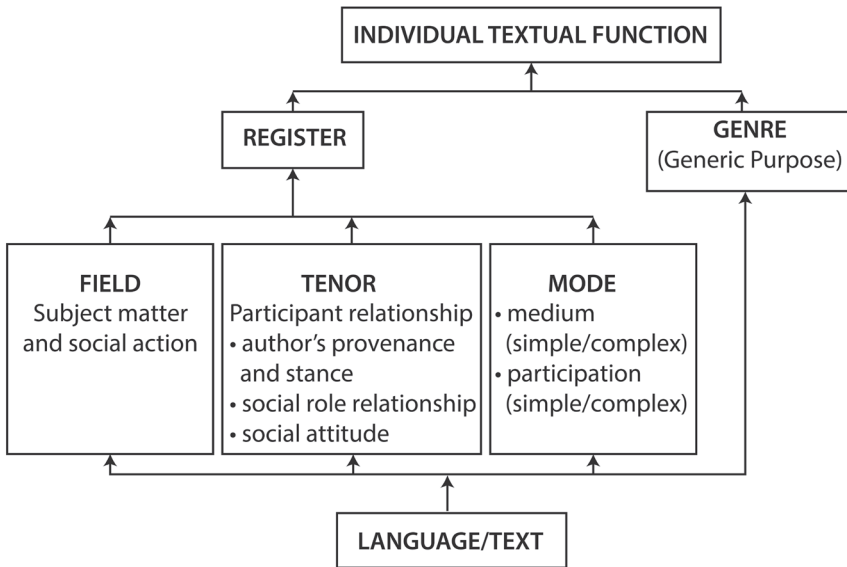 INDIVIDUAL TEXTUAL FUNCTION
REGISTER
GENRE
(Generic Purpose)
FIELD
Subject matter
and social action
TENOR
Participant relationship
• author’s provenance
and stance
• social role relationship
• social attitude
MODE
• medium
(simple/complex)
• participation
(simple/complex)
LANGUAGE/TEXT